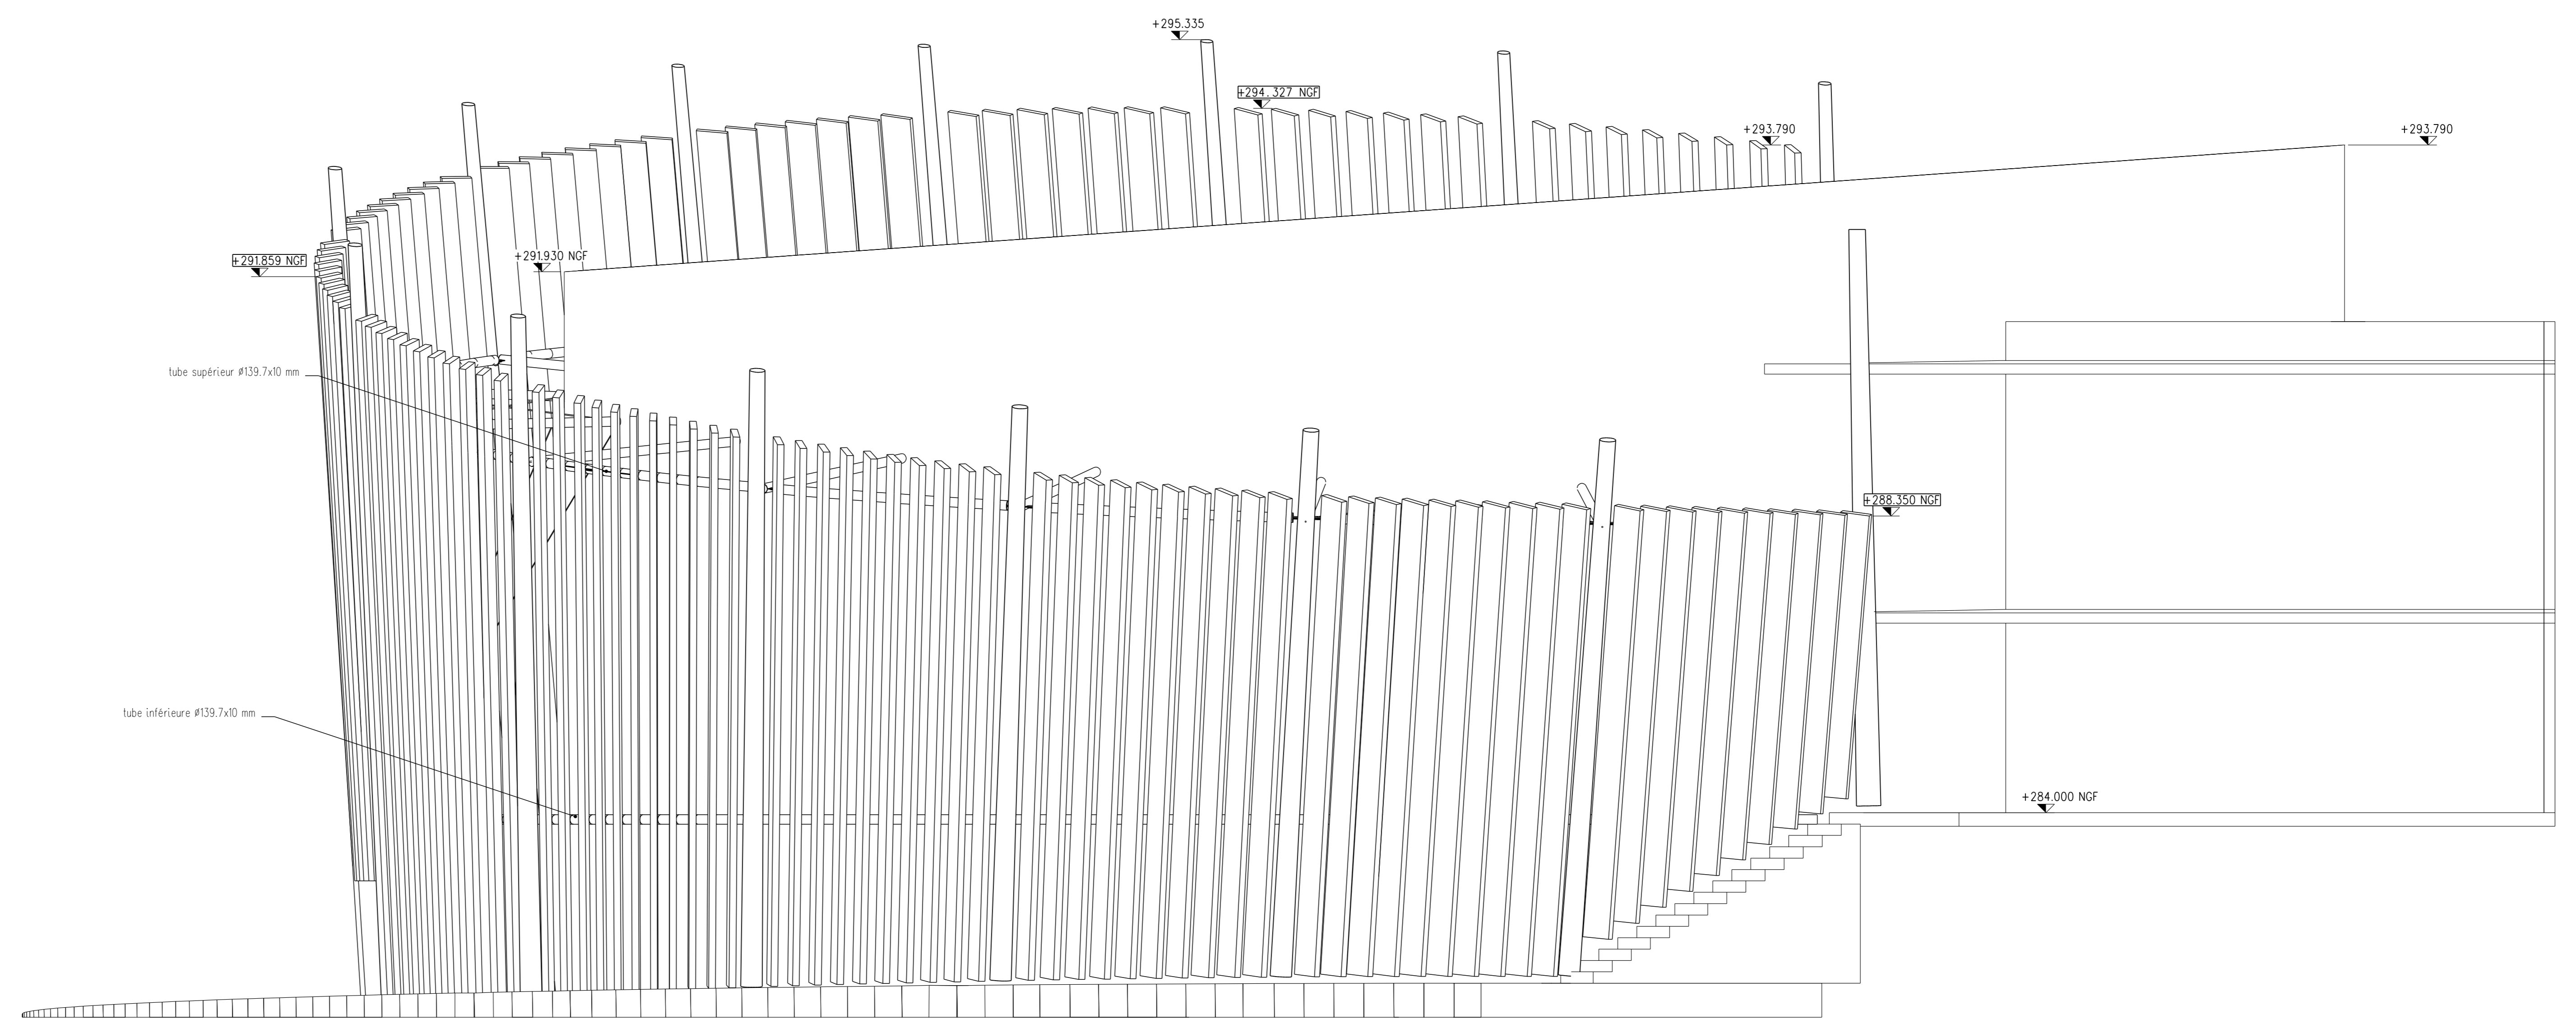 +295.335
+294.327 NGF
+293.790
+293.790
+291.930 NGF
+291.859 NGF
tube supérieur Ø139.7x10 mm
+288.350 NGF
tube inférieure Ø139.7x10 mm
+284.000 NGF